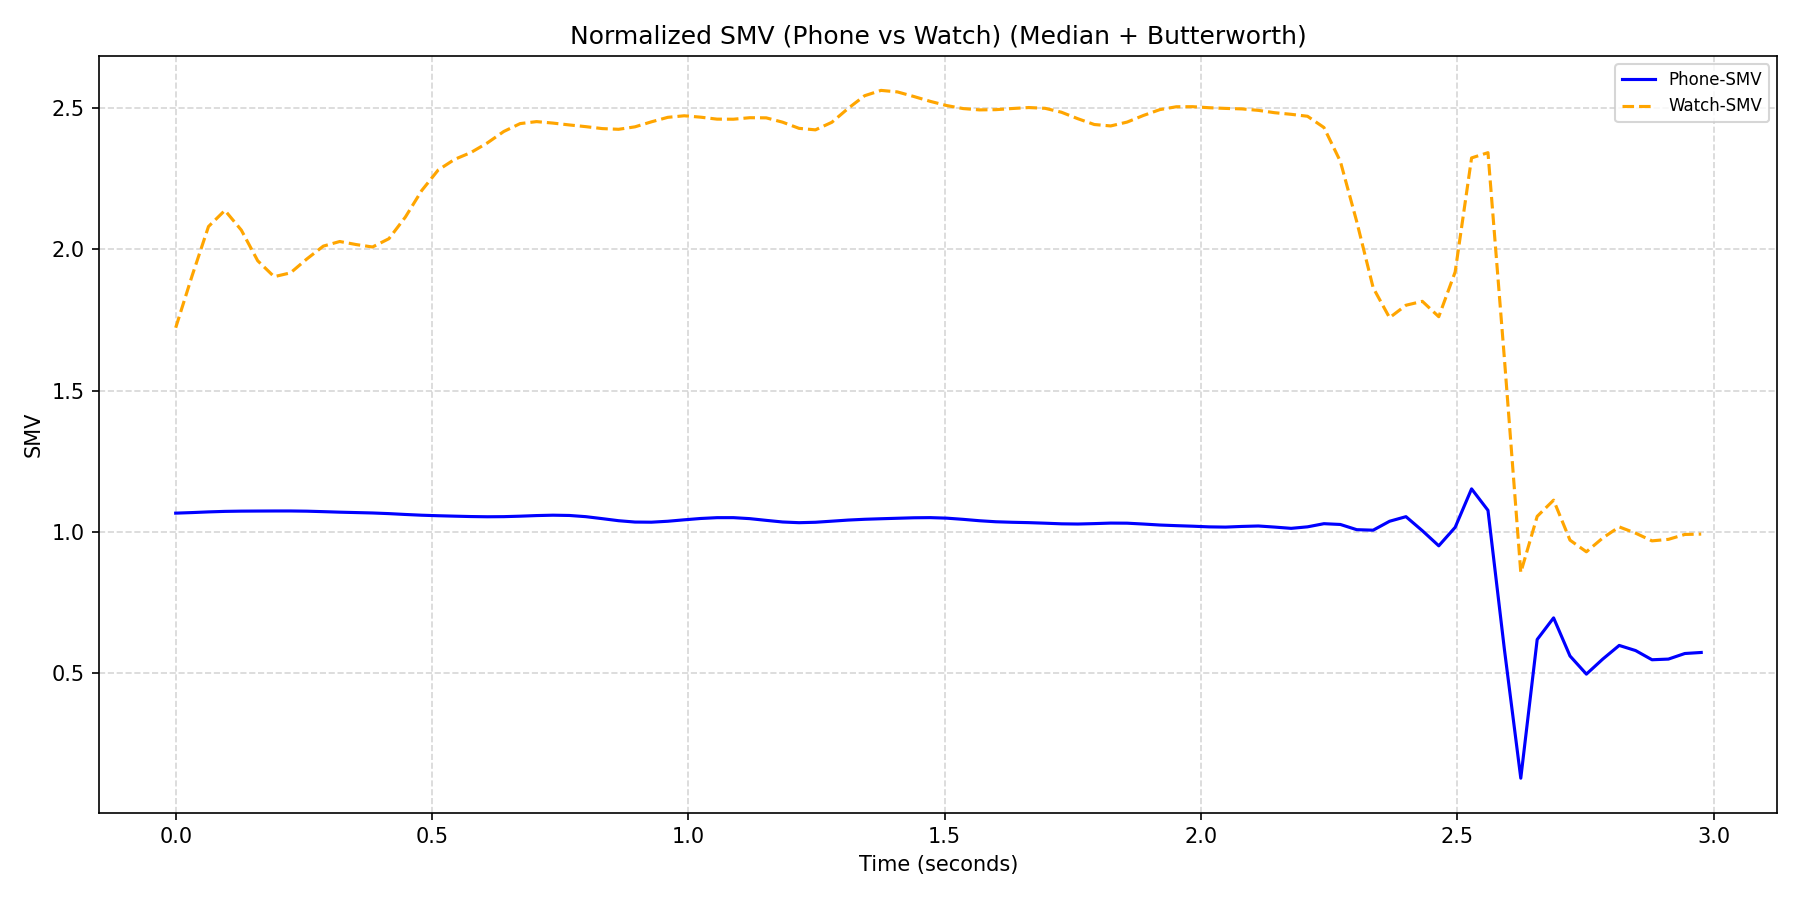 Normalized SMV (Phone vs Watch) (Median + Butterworth)
Phone-SMV
Watch-SMV
2.5
2.0
1.5
1.0
0.5
SMV
0.0 0.5 1.0 1.5 2.0 2.5 3.0
Time (seconds)